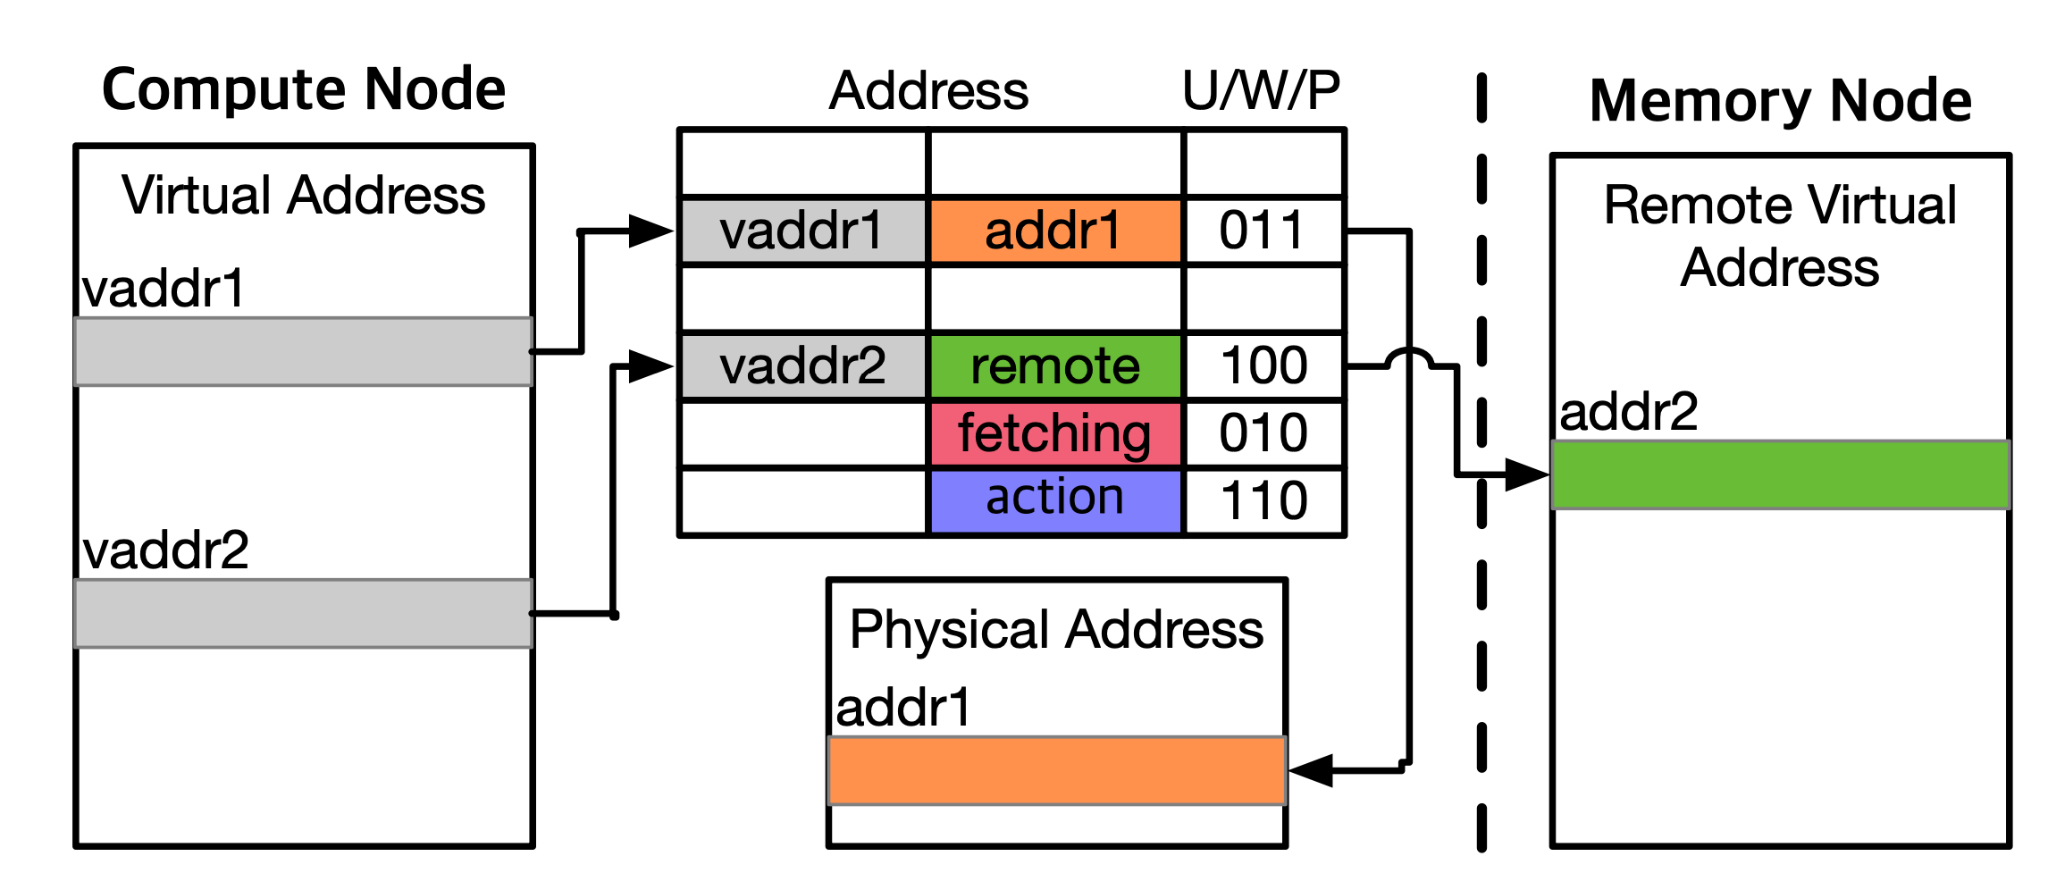 Compute Node
Virtual Address
vaddr1
vaddr2
Address U/W/P
vaddr1 addr1 011
vaddr2 remote 100
fetching 010
action 110
Physical Address
addr1
Memory Node
Remote Virtual
Address
addr2